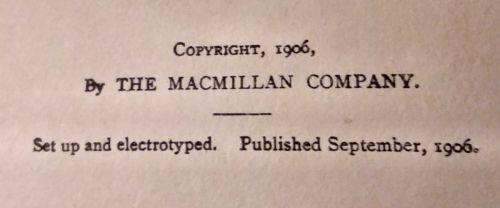 COPYRIGHT, 1906,
By THE MACMILLAN COMPANY.
Set up and electrotyped. Published September, 1906.